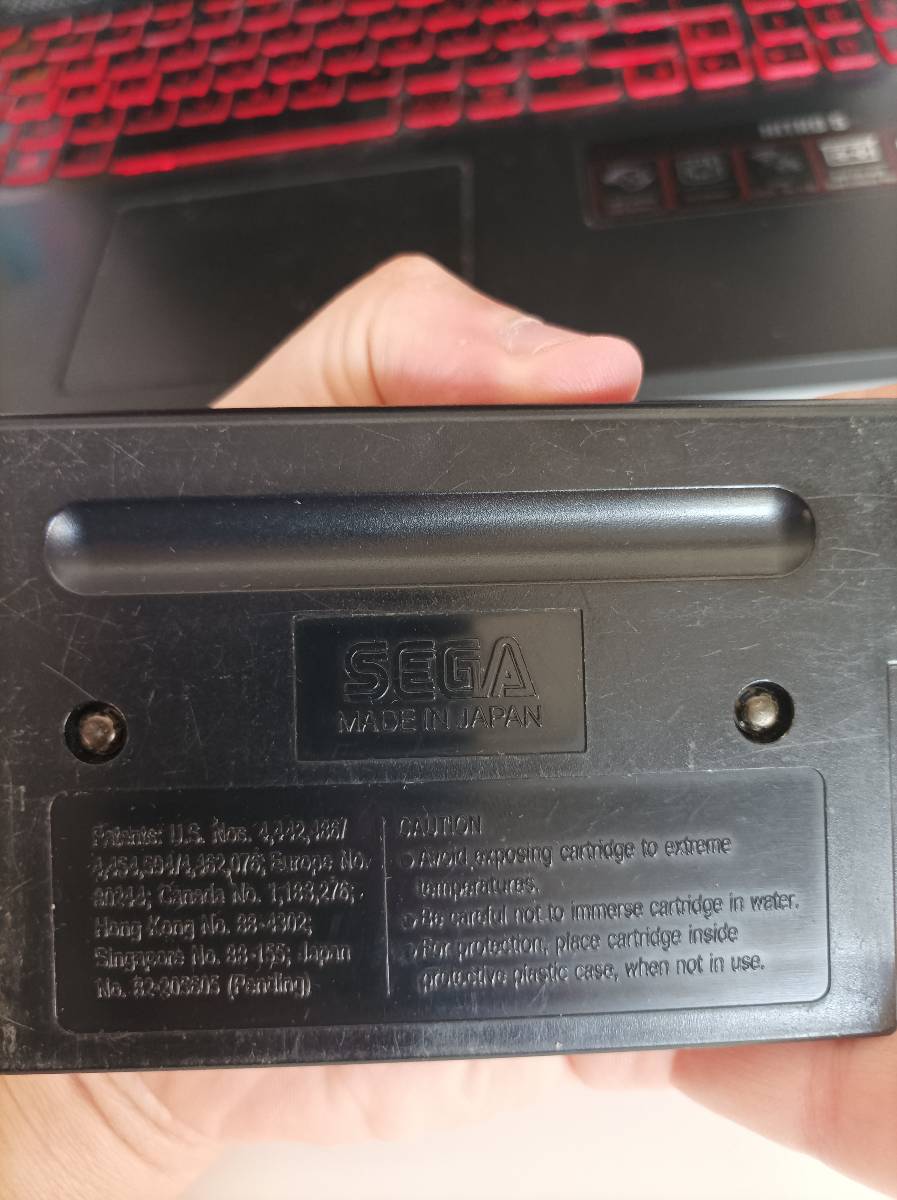 NITRO 5
SEGA
MADE IN JAPAN
Patents: U.S. Nos. 4,442,486/
4,454,594/4,462,076; Europe No.
80244; Canada No. 1,183,276;
Hong Kong No. 88-4302;
Singapore No. 88-155; Japan
No. 82-205605 (Pending)
CAUTION
○ Avoid exposing cartridge to extreme
temperatures.
○ Be careful not to immerse cartridge in water.
○ For protection, place cartridge inside
protective plastic case, when not in use.